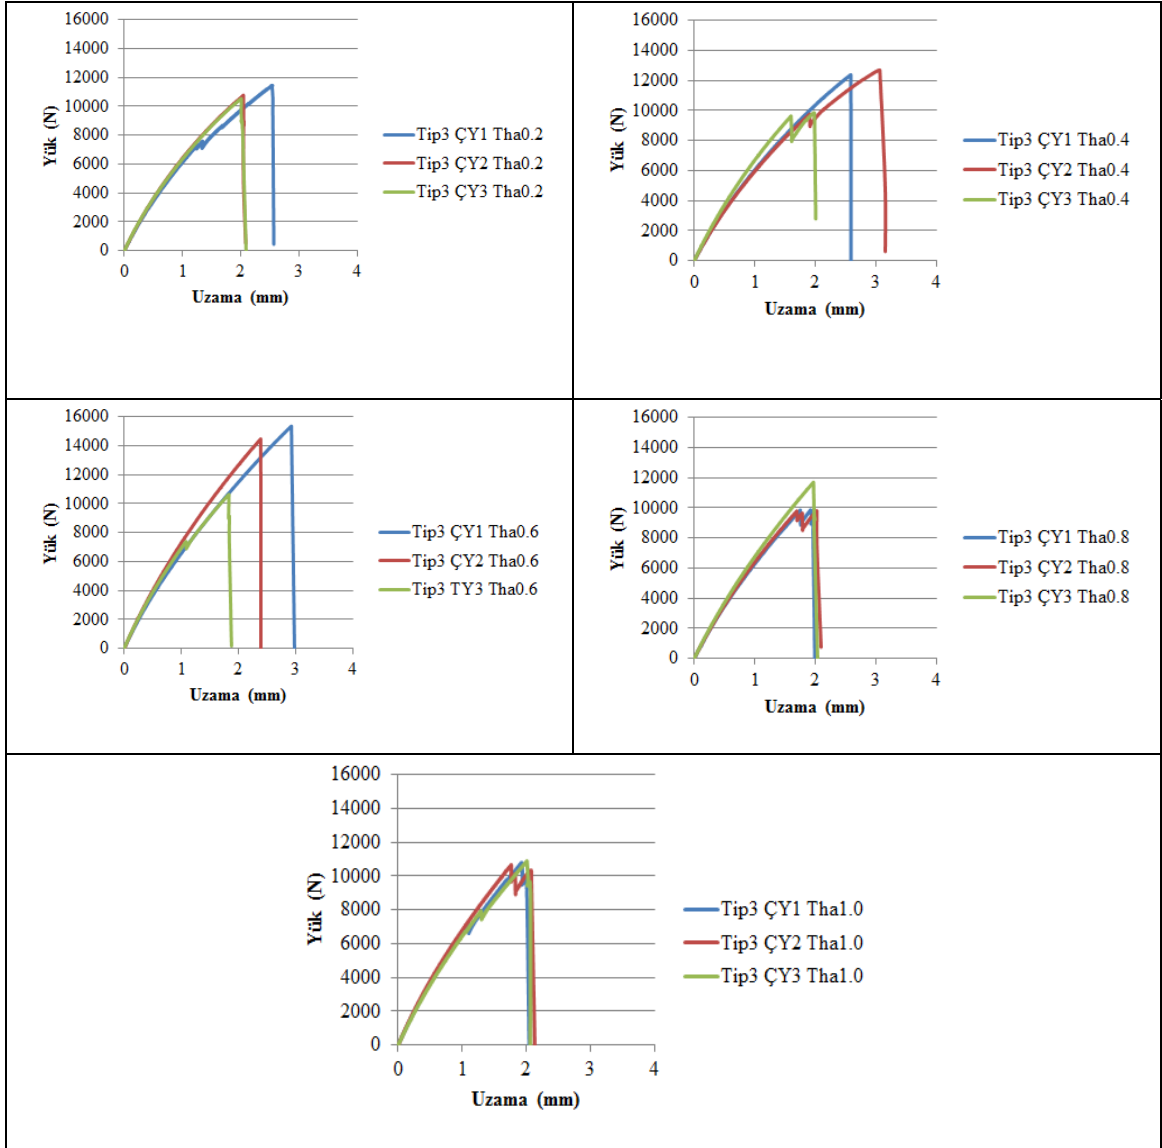 16000
14000
12000
10000
8000
6000
4000
2000
0
Yük (N)
0 1 2 3 4
Uzama (mm)
Tip3 ÇY1 Tha0.2
Tip3 ÇY2 Tha0.2
Tip3 ÇY3 Tha0.2
16000
14000
12000
10000
8000
6000
4000
2000
0
Yük (N)
0 1 2 3 4
Uzama (mm)
Tip3 ÇY1 Tha0.4
Tip3 ÇY2 Tha0.4
Tip3 ÇY3 Tha0.4
16000
14000
12000
10000
8000
6000
4000
2000
0
Yük (N)
0 1 2 3 4
Uzama (mm)
Tip3 ÇY1 Tha0.6
Tip3 ÇY2 Tha0.6
Tip3 TY3 Tha0.6
16000
14000
12000
10000
8000
6000
4000
2000
0
Yük (N)
0 1 2 3 4
Uzama (mm)
Tip3 ÇY1 Tha0.8
Tip3 ÇY2 Tha0.8
Tip3 ÇY3 Tha0.8
16000
14000
12000
10000
8000
6000
4000
2000
0
Yük (N)
0 1 2 3 4
Uzama (mm)
Tip3 ÇY1 Tha1.0
Tip3 ÇY2 Tha1.0
Tip3 ÇY3 Tha1.0